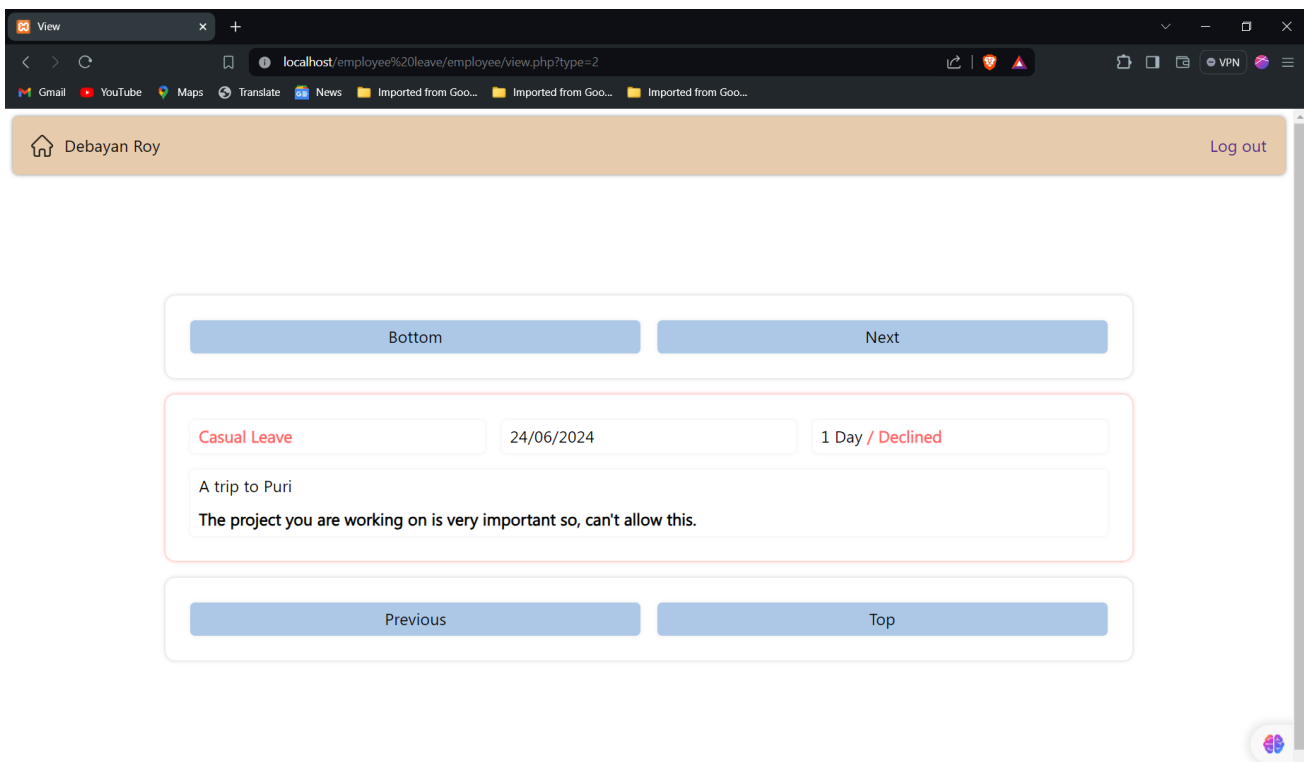 View
localhost/employee%20leave/employee/view.php?type=2
VPN
Gmail YouTube Maps Translate News Imported from Goo... Imported from Goo... Imported from Goo...
Debayan Roy Log out
Bottom Next
Casual Leave 24/06/2024 1 Day / Declined
A trip to Puri
The project you are working on is very important so, can't allow this.
Previous Top